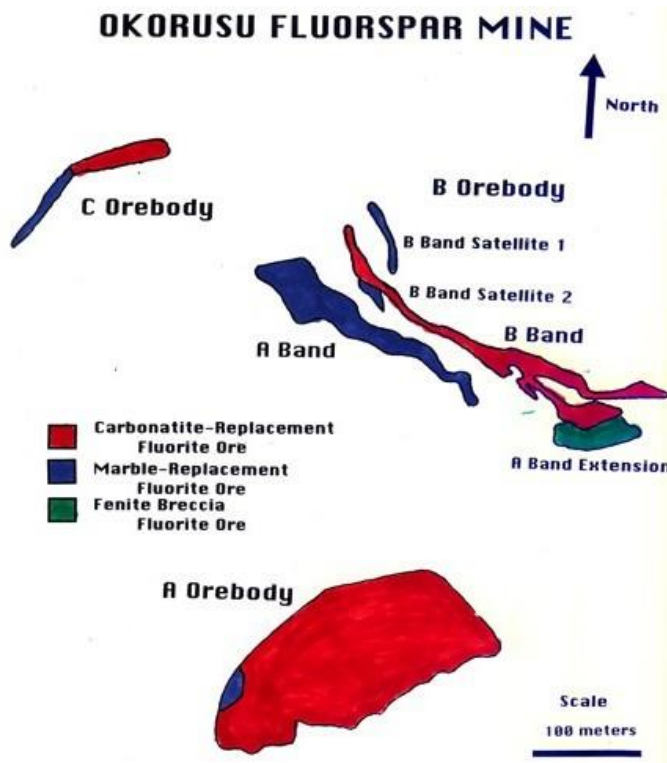 OKORUSU FLUORSPAR MINE
North
C Orebody
B Orebody
B Band Satellite 1
B Band Satellite 2
B Band
A Band
A Band Extension
Carbonatite-Replacement
Fluorite Ore
Marble-Replacement
Fluorite Ore
Fenite Breccia
Fluorite Ore
A Orebody
Scale
100 meters